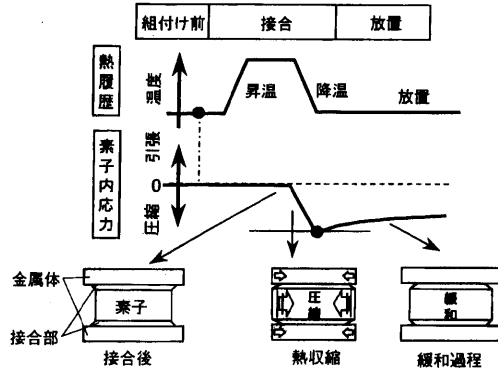 組付け前 接合 放置
熱履歴
温度
昇温 降温 放置
素子内応力
引張
0
圧縮
金属体
素子
接合部
接合後
圧縮
熱収縮
緩和
緩和過程